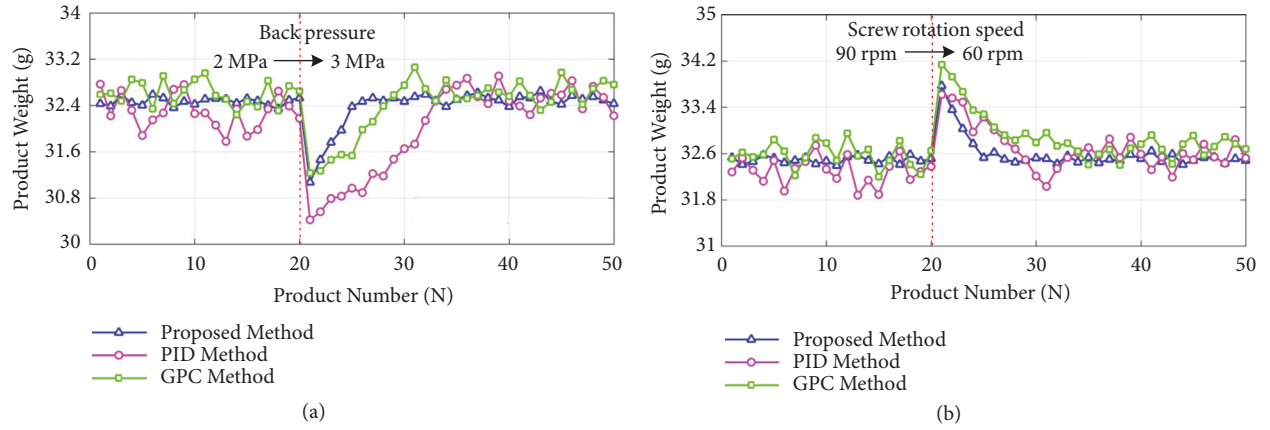 34
33.2
32.4
31.6
30.8
30
Product Weight (g)
Back pressure
2 MPa 3 MPa
0 10 20 30 40 50
Product Number (N)
Proposed Method
PID Method
GPC Method
(a)
35
34.2
33.4
32.6
31.8
31
Product Weight (g)
Screw rotation speed
90 rpm 60 rpm
0 10 20 30 40 50
Product Number (N)
Proposed Method
PID Method
GPC Method
(b)